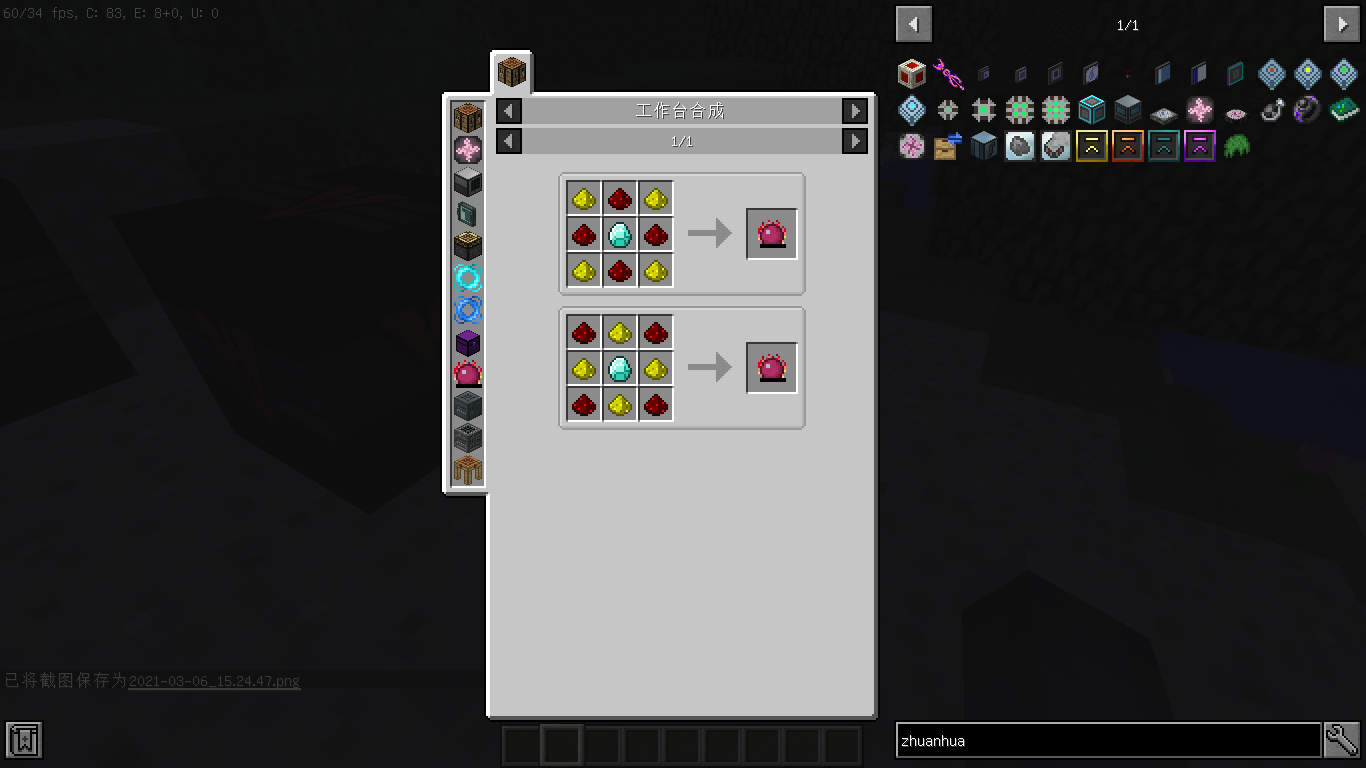 60/34 fps, C: 83, E: 8+0, U: 0
1/1
工作台合成
1/1
已将截图保存为2021-03-06_15.24.47.png
zhuanhua